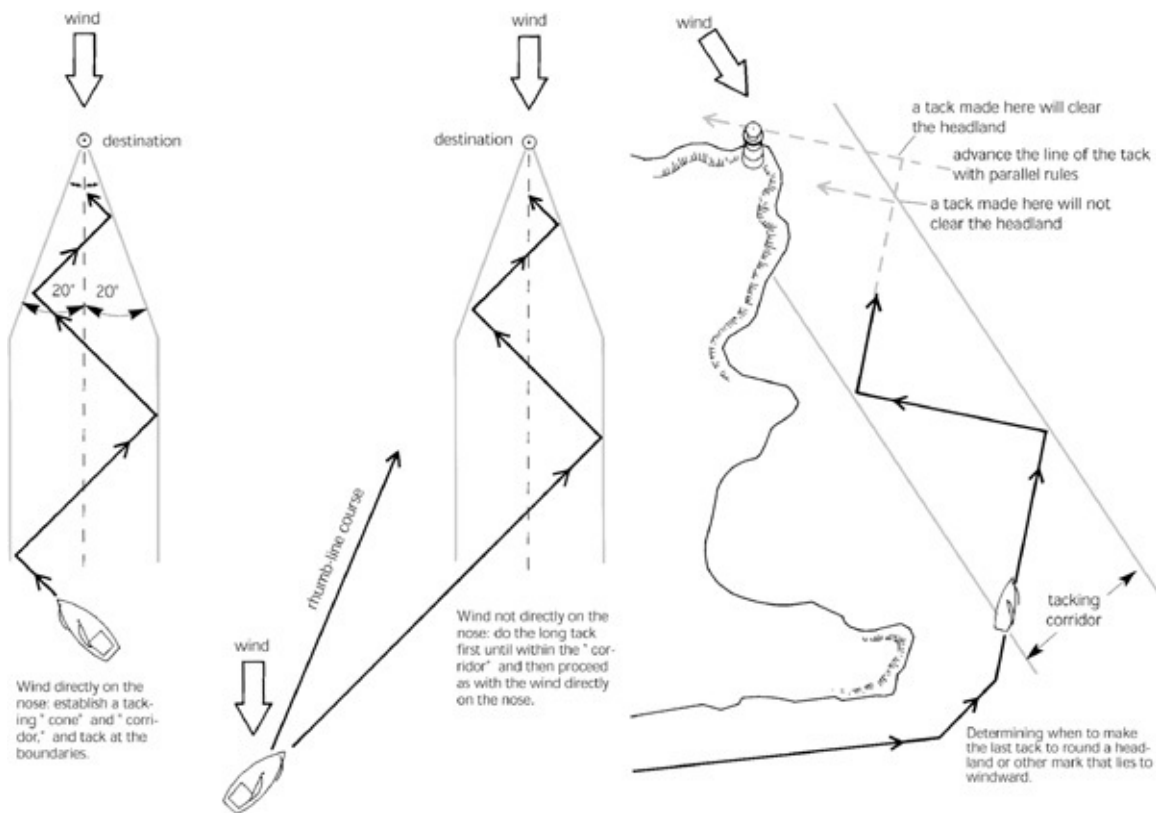 wind
destination
20° 20°
Wind directly on the
nose: establish a tack-
ing "cone" and "corri-
dor," and tack at the
boundaries.
wind
destination
rhumb-line course
wind
Wind not directly on the
nose: do the long tack
first until within the "cor-
ridor" and then proceed
as with the wind directly
on the nose.
wind
a tack made here will clear
the headland
advance the line of the tack
with parallel rules
a tack made here will not
clear the headland
tacking
corridor
Determining when to make
the last tack to round a head-
land or other mark that lies to
windward.